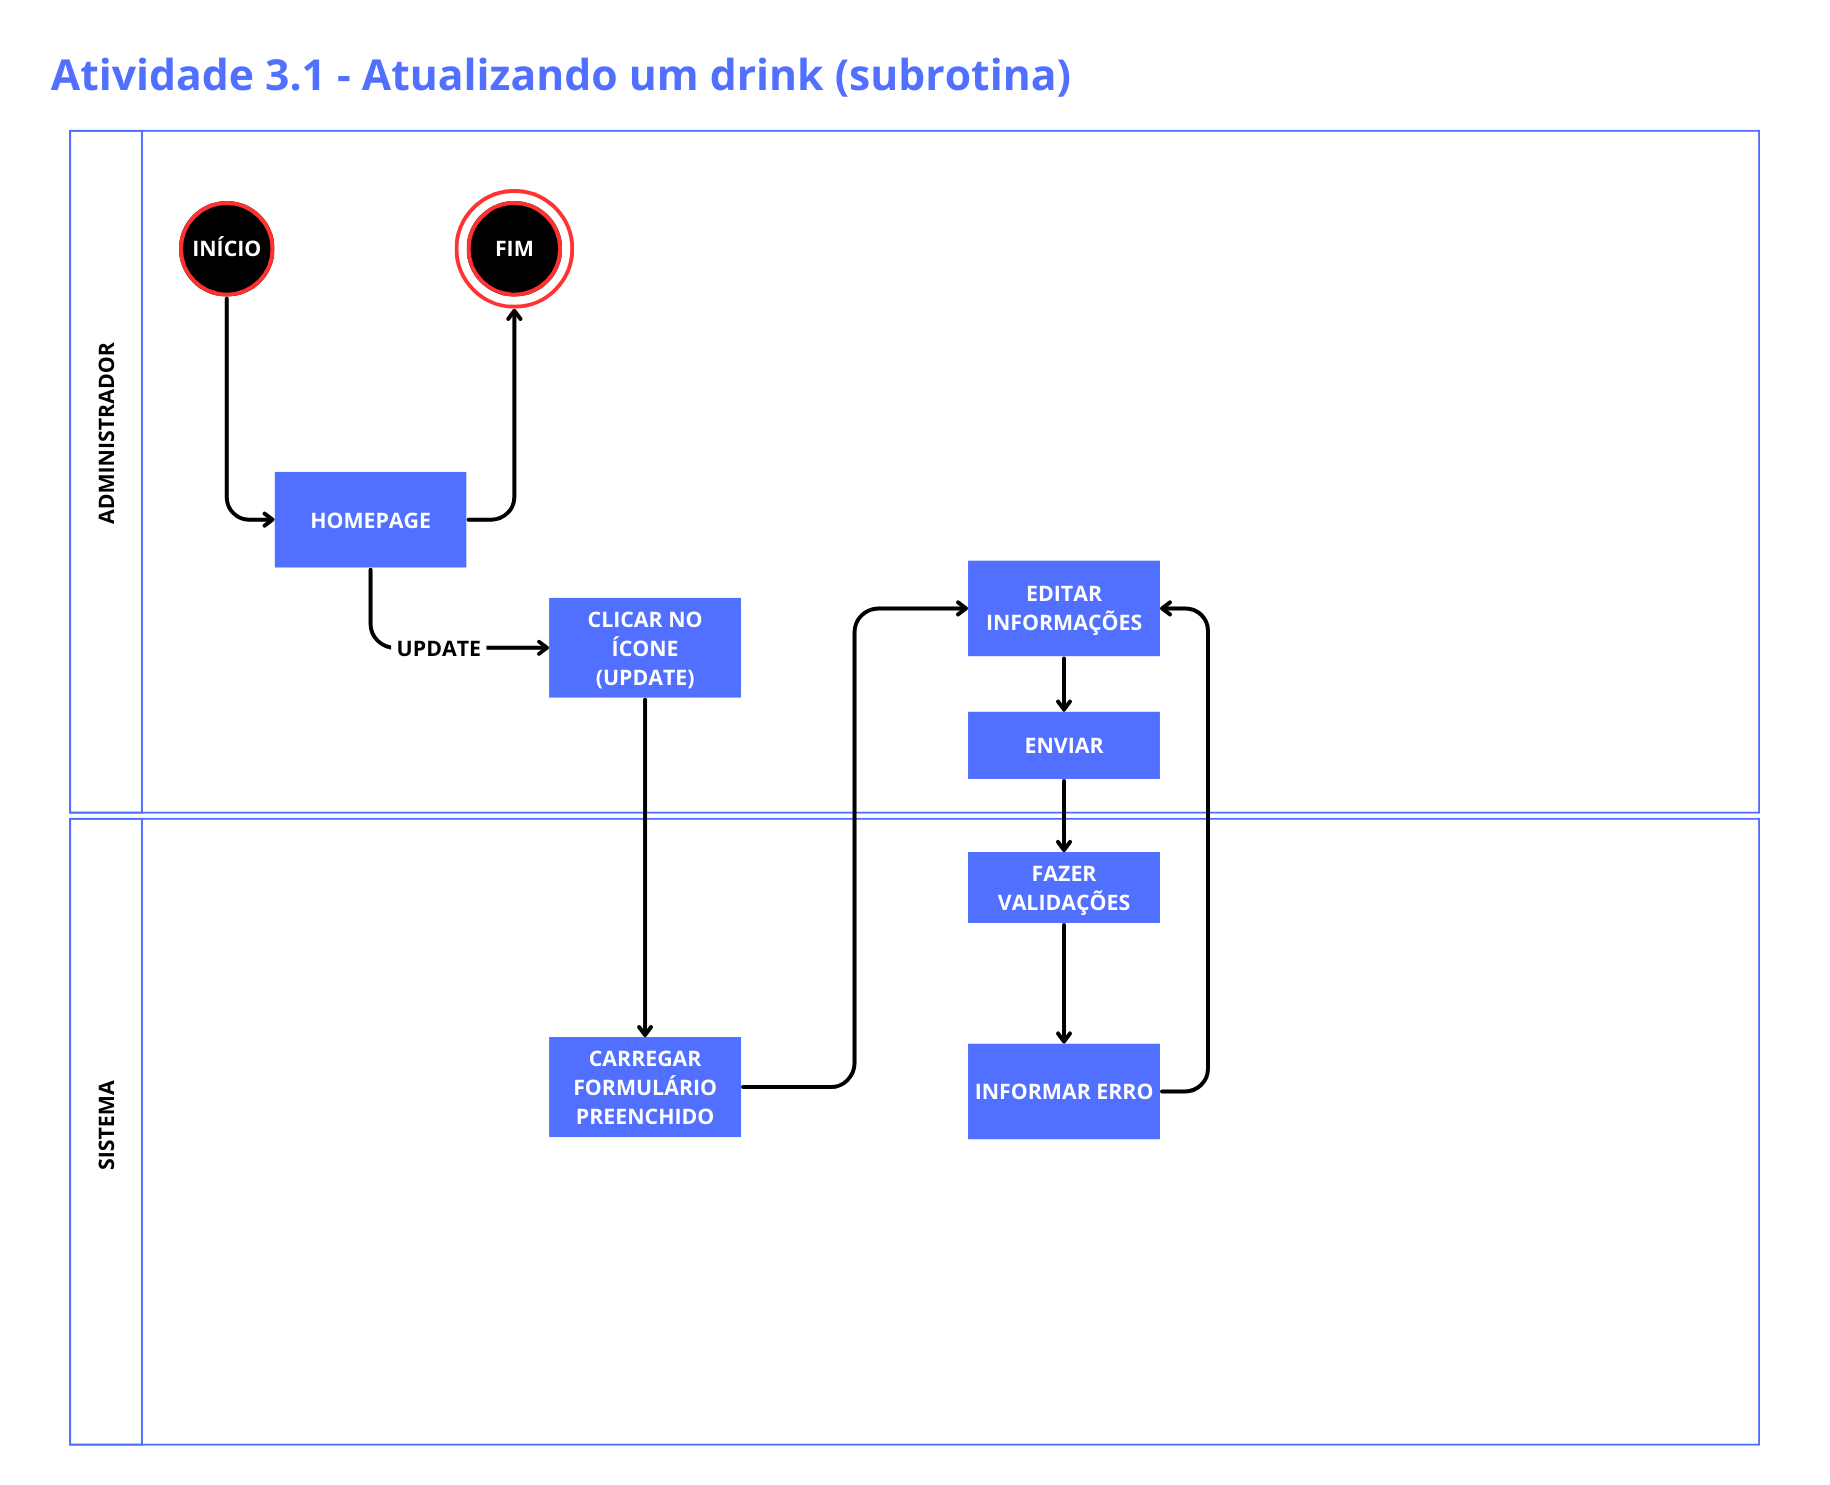 Atividade 3.1 - Atualizando um drink (subrotina)
ADMINISTRADOR
INÍCIO
FIM
HOMEPAGE
UPDATE
CLICAR NO
ÍCONE
(UPDATE)
EDITAR
INFORMAÇÕES
ENVIAR
SISTEMA
FAZER
VALIDAÇÕES
CARREGAR
FORMULÁRIO
PREENCHIDO
INFORMAR ERRO